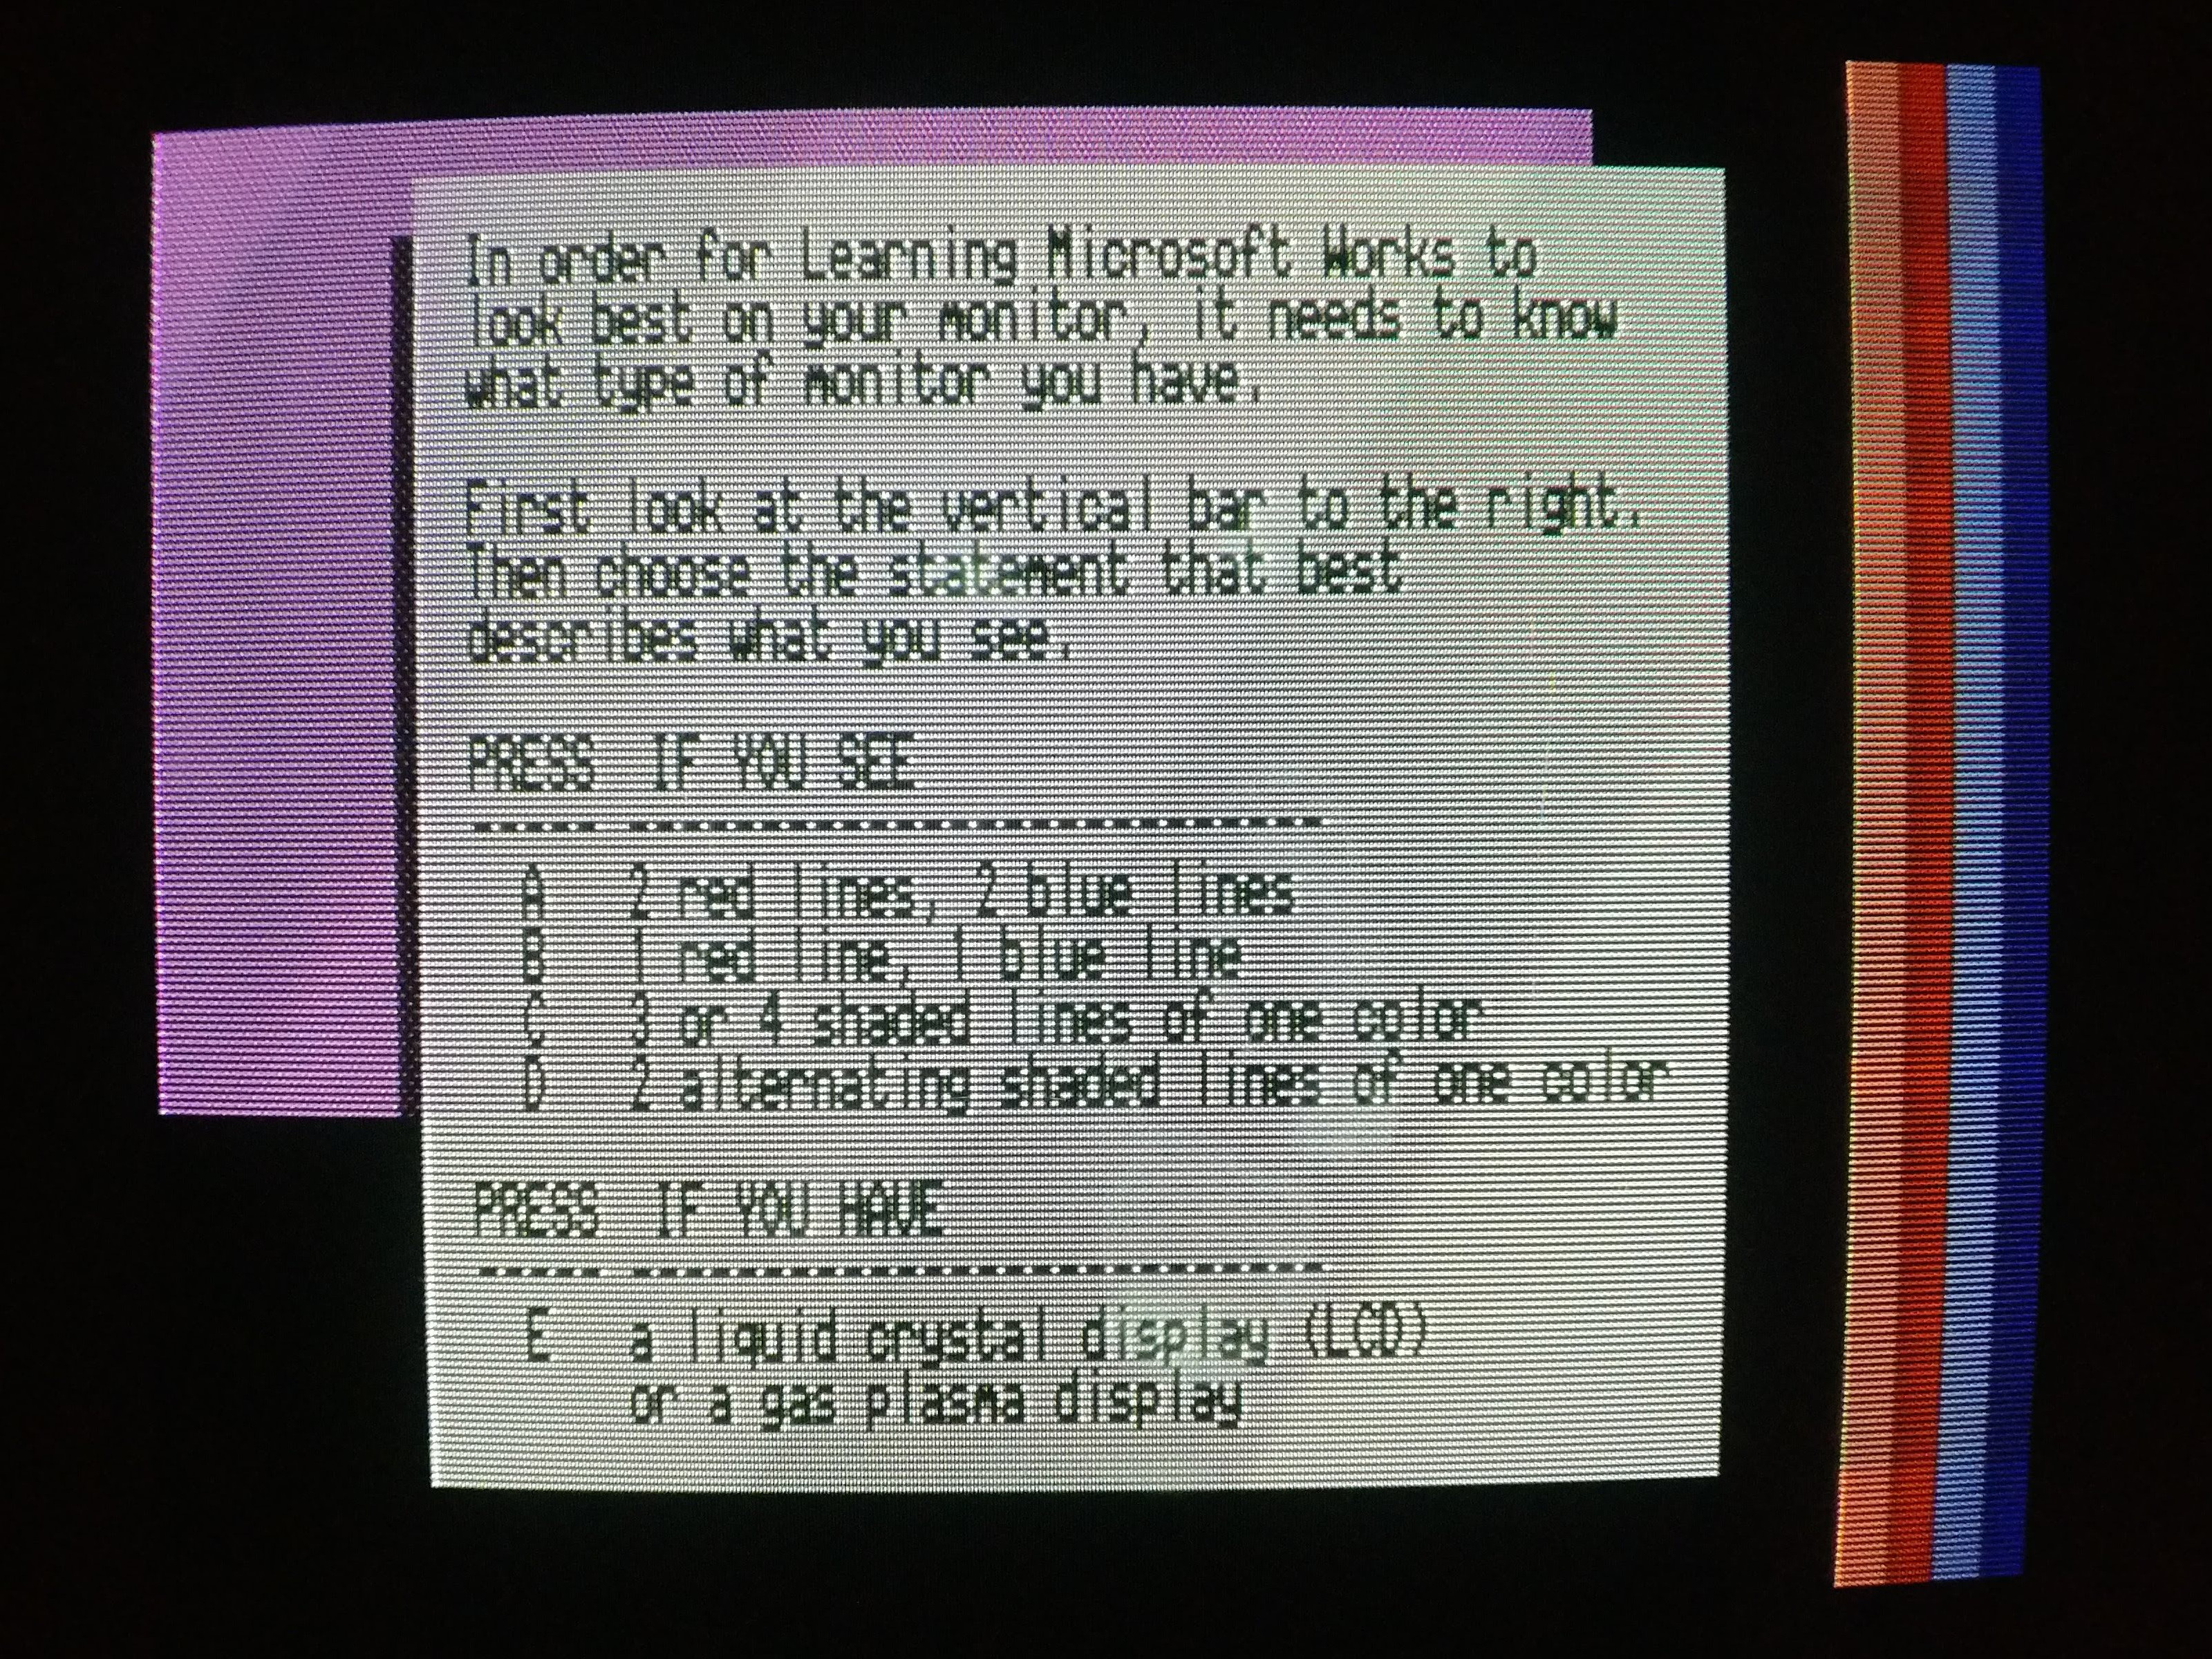 In order for Learning Microsoft Works to
look best on your monitor, it needs to know
what type of monitor you have.
First look at the vertical bar to the right.
Then choose the statement that best
describes what you see.
PRESS IF YOU SEE
----- --------------------------
A 2 red lines, 2 blue lines
B 1 red line, 1 blue line
C 3 or 4 shaded lines of one color
D 2 alternating shaded lines of one color
PRESS IF YOU HAVE
----- --------------------------
E a liquid crystal display (LCD)
or a gas plasma display